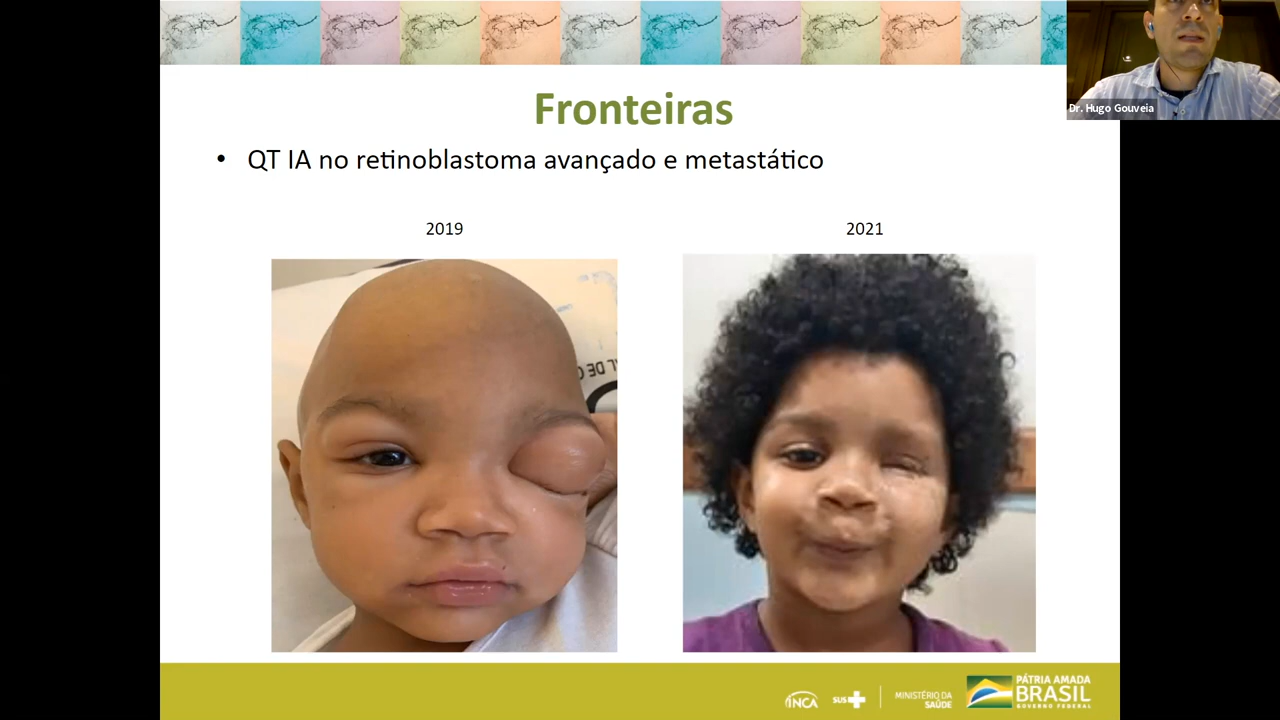 Fronteiras
• QT IA no retinoblastoma avançado e metastático
2019
2021
Dr. Hugo Gouveia
INCA
SUS
MINISTÉRIO DA
SAÚDE
PÁTRIA AMADA
BRASIL
GOVERNO FEDERAL